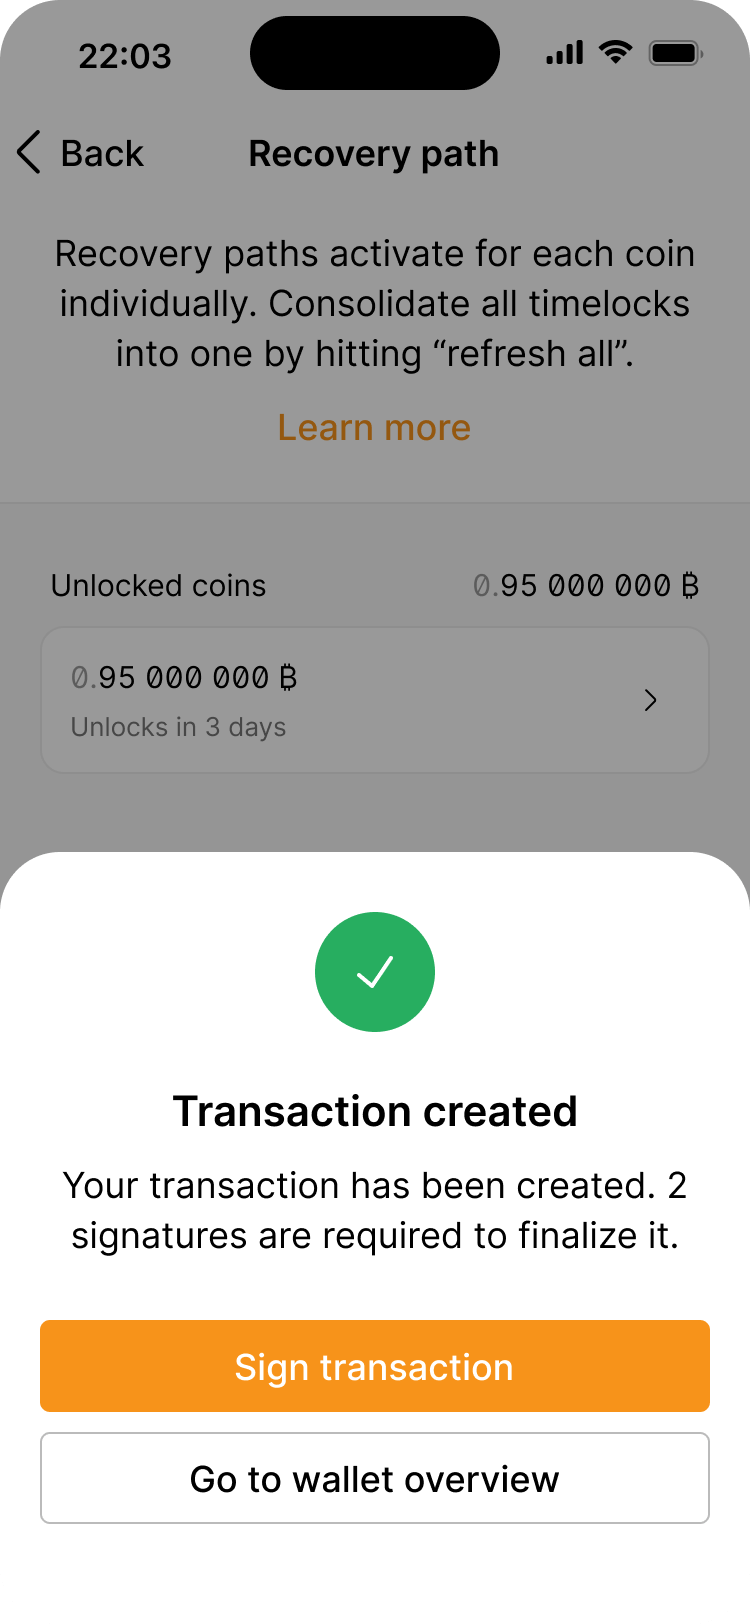 22:03
Back
Recovery path
Recovery paths activate for each coin
individually. Consolidate all timelocks
into one by hitting “refresh all”.
Learn more
Unlocked coins 0.95 000 000 ₿
0.95 000 000 ₿
Unlocks in 3 days
Transaction created
Your transaction has been created. 2
signatures are required to finalize it.
Sign transaction
Go to wallet overview